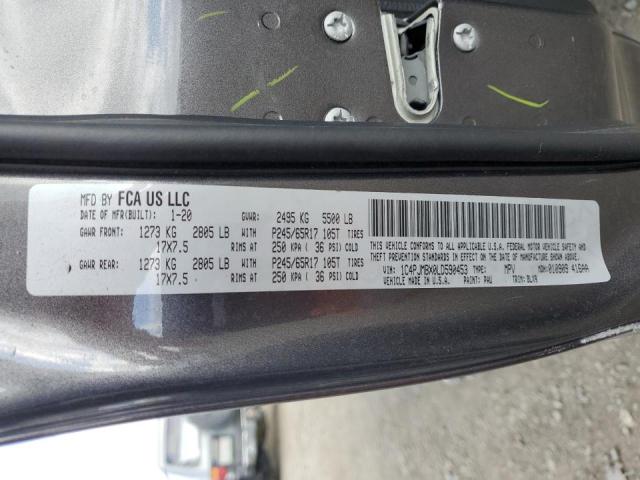 MFD BY FCA US LLC
DATE OF MFR(BUILT): 1-20 GVWR: 2495 KG 5500 LB
GAWR FRONT: 1273 KG 2805 LB WITH P245/65R17 105T TIRES
17X7.5 RIMS AT 250 KPA ( 36 PSI) COLD
GAWR REAR: 1273 KG 2805 LB WITH P245/65R17 105T TIRES
17X7.5 RIMS AT 250 KPA ( 36 PSI) COLD
THIS VEHICLE CONFORMS TO ALL APPLICABLE U.S.A. FEDERAL MOTOR VEHICLE SAFETY AND
THEFT PREVENTION STANDARDS IN EFFECT ON THE DATE OF MANUFACTURE SHOWN ABOVE.
VIN: 1C4PJMBX0LD590453 TYPE: MPV MDH: 010909 416AA
VEHICLE MADE IN U.S.A. PAINT: PAU TRIM: BLX9